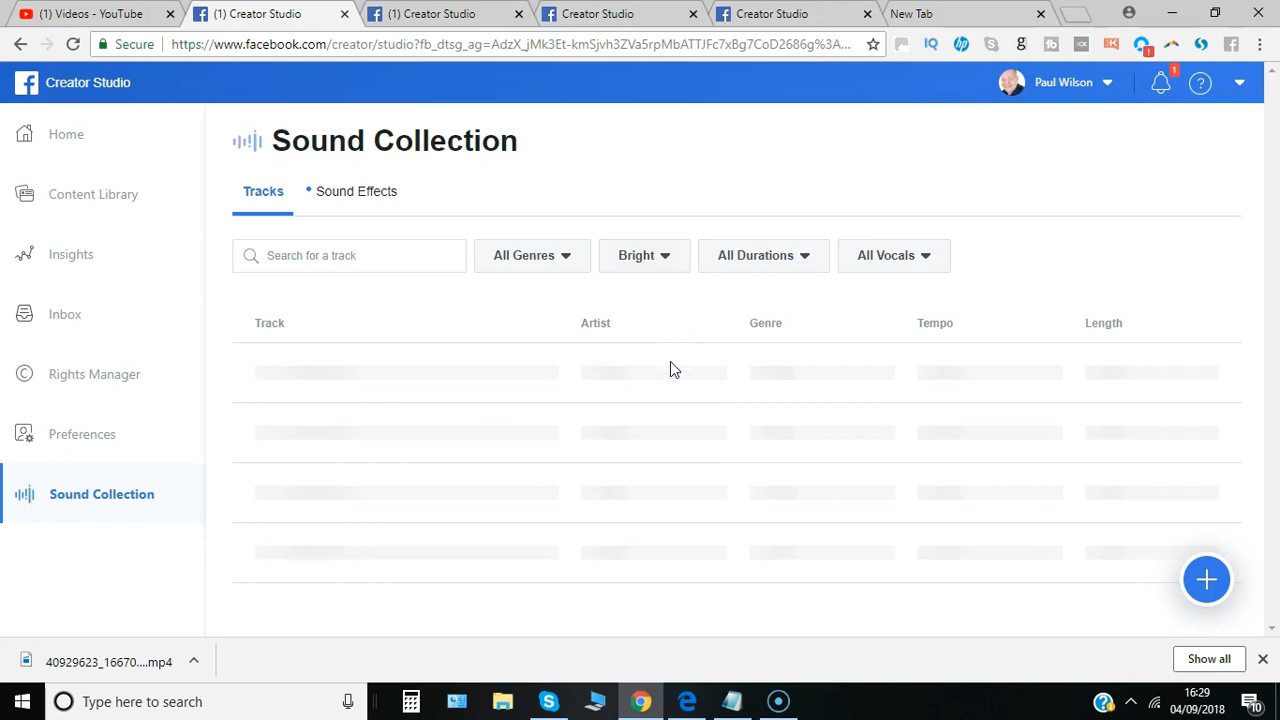 (1) Videos - YouTube
(1) Creator Studio
(1) Creator Studio
Creator Studio
Creator Studio
New Tab
Secure
https://www.facebook.com/creator/studio?fb_dtsg_ag=AdzX_jMk3Et-kmSjvh3ZVa5rpMbATTJFc7xBg7CoD2686g%3A...
Creator Studio
Paul Wilson
1
Home
Content Library
Insights
Inbox
Rights Manager
Preferences
Sound Collection
Sound Collection
Tracks
Sound Effects
Search for a track
All Genres
Bright
All Durations
All Vocals
Track
Artist
Genre
Tempo
Length
40929623_16670....mp4
Show all
Type here to search
16:29
04/09/2018
10